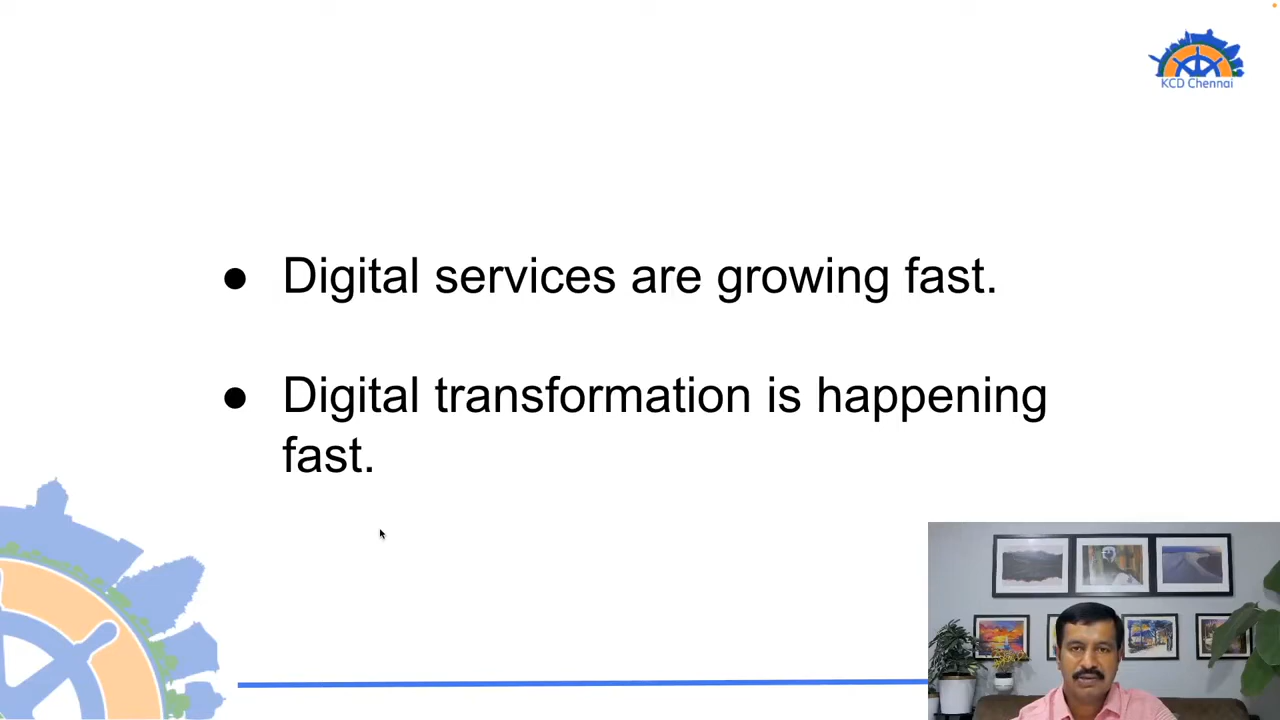 KCD Chennai
● Digital services are growing fast.
● Digital transformation is happening
fast.